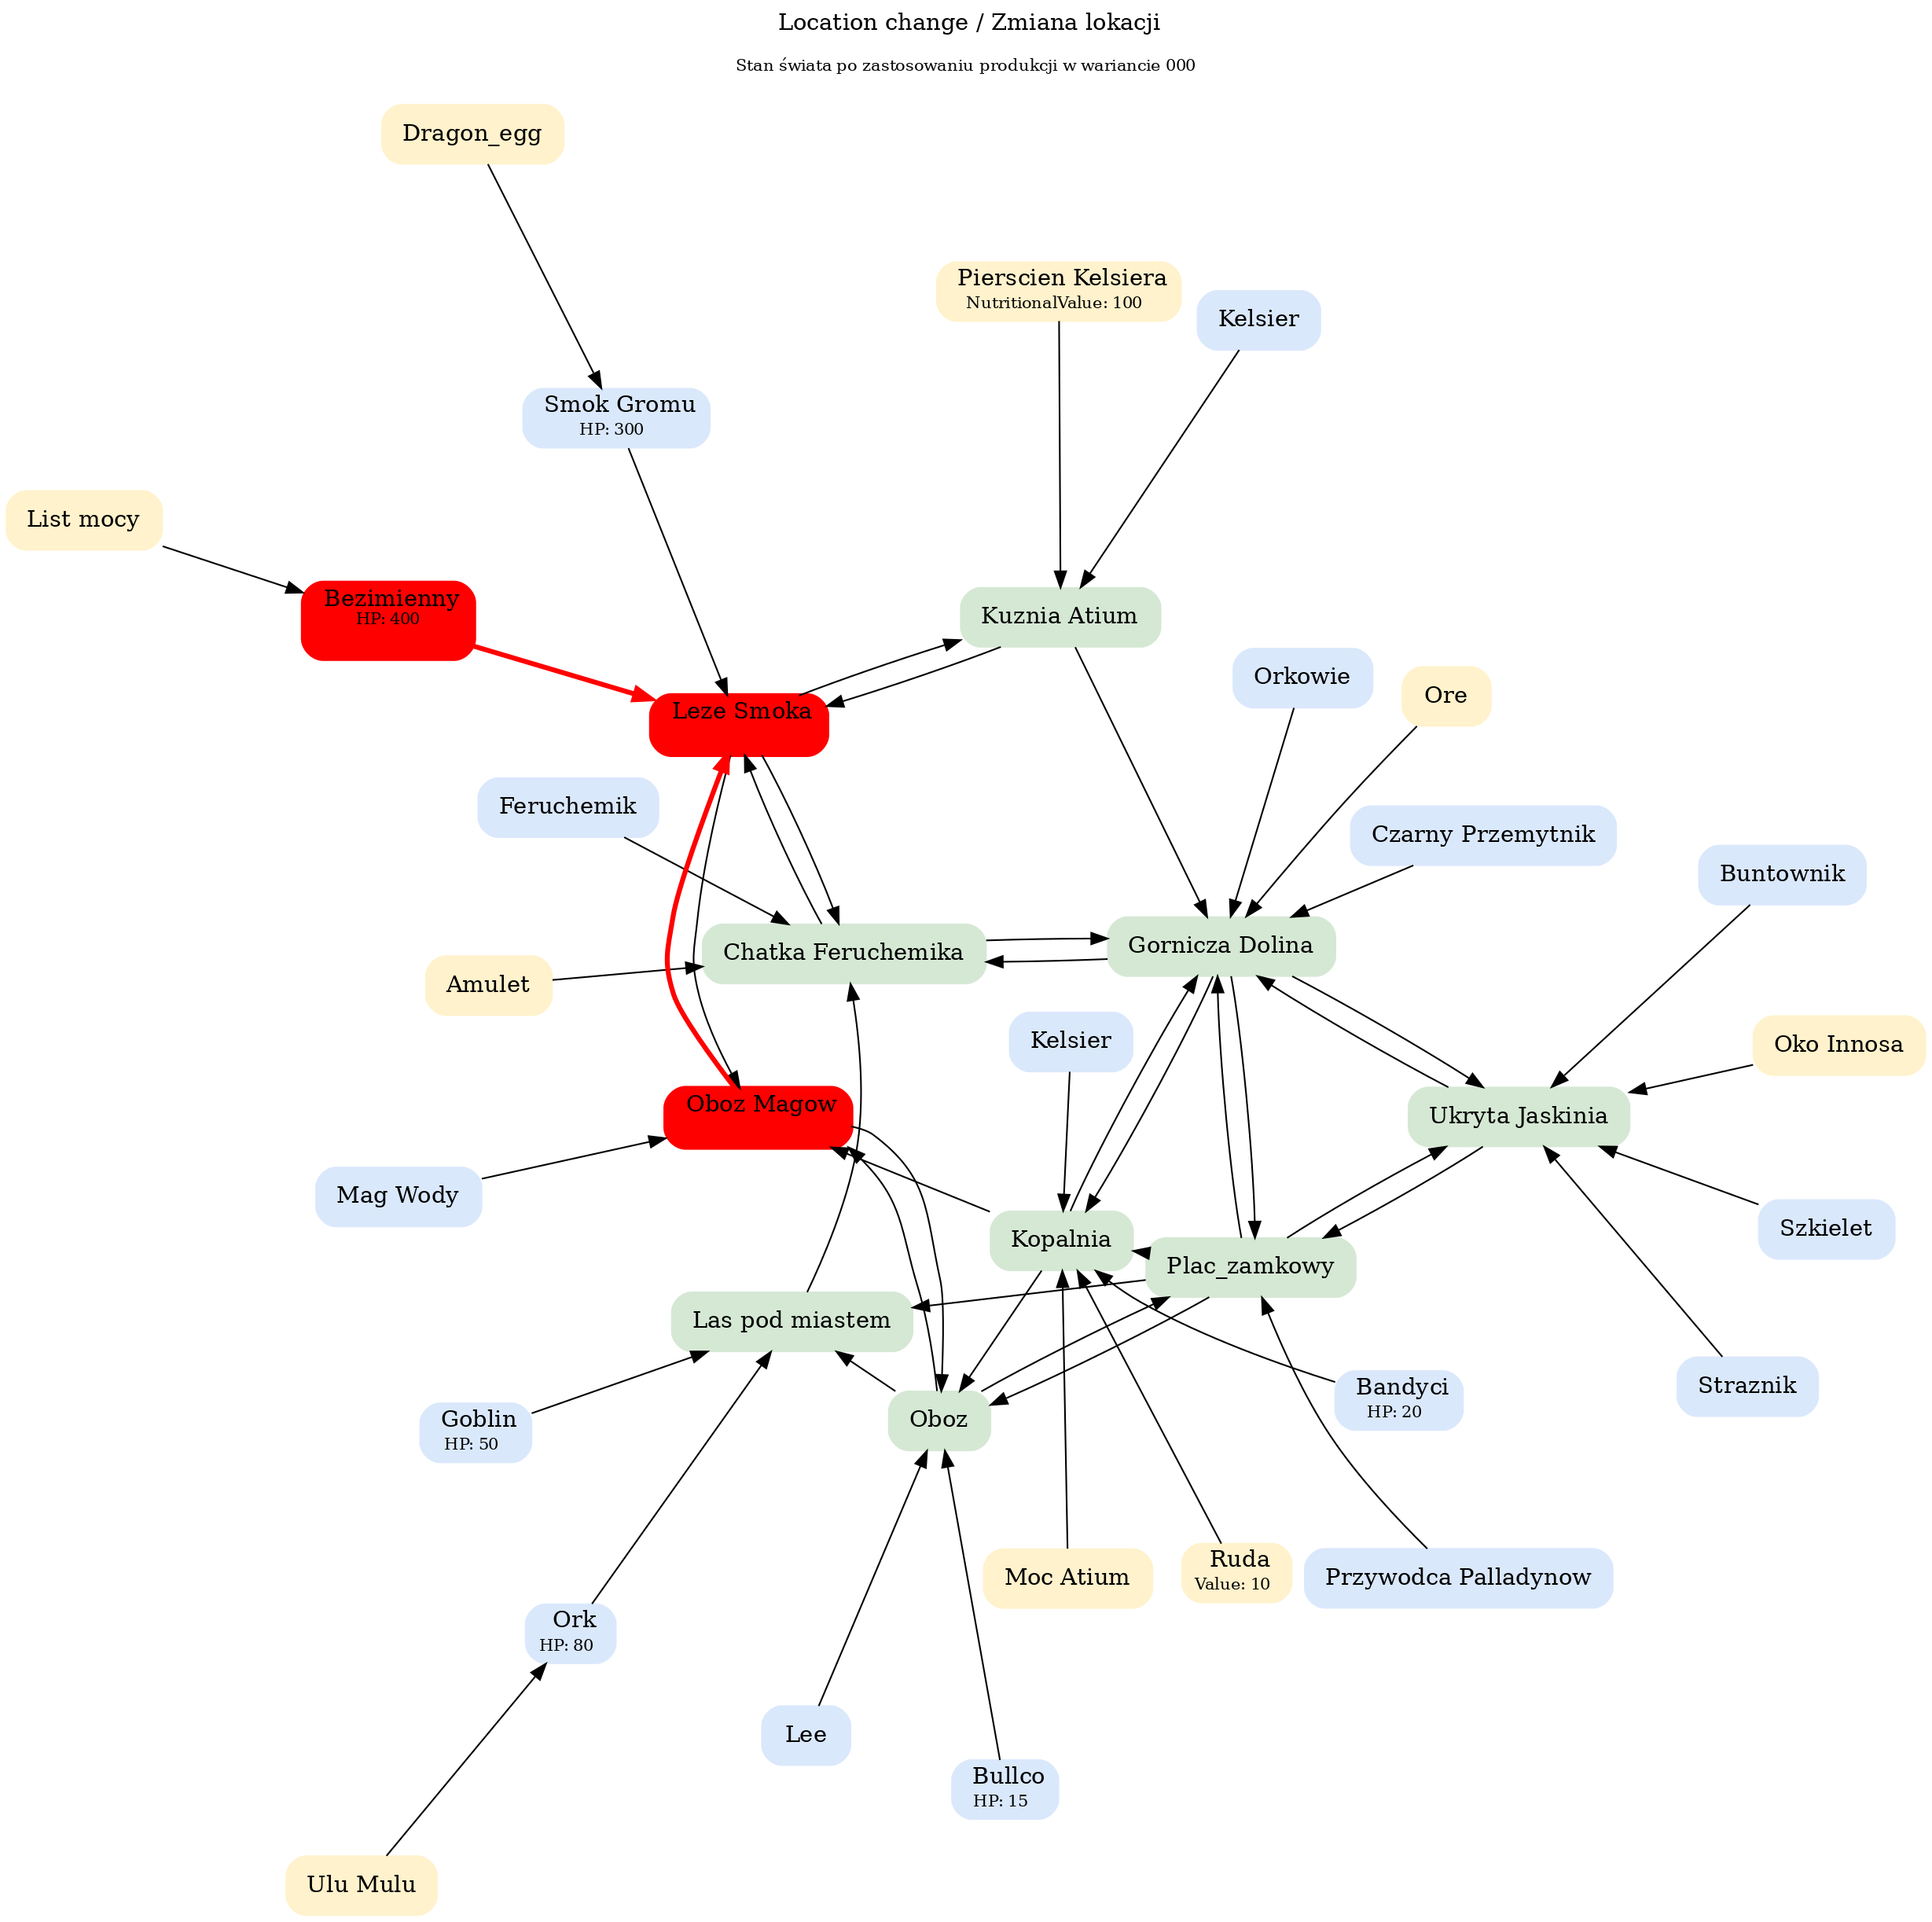 Location change / Zmiana lokacji
Stan świata po zastosowaniu produkcji w wariancie 000
Dragon_egg
Pierscien Kelsiera
NutritionalValue: 100
Kelsier
Smok Gromu
HP: 300
List mocy
Bezimienny
HP: 400
Kuznia Atium
Orkowie
Ore
Leze Smoka
Feruchemik
Czarny Przemytnik
Buntownik
Chatka Feruchemika
Gornicza Dolina
Amulet
Kelsier
Oko Innosa
Oboz Magow
Ukryta Jaskinia
Mag Wody
Szkielet
Kopalnia
Plac_zamkowy
Las pod miastem
Straznik
Bandyci
HP: 20
Goblin
HP: 50
Oboz
Moc Atium
Ruda
Value: 10
Przywodca Palladynow
Ork
HP: 80
Lee
Bullco
HP: 15
Ulu Mulu